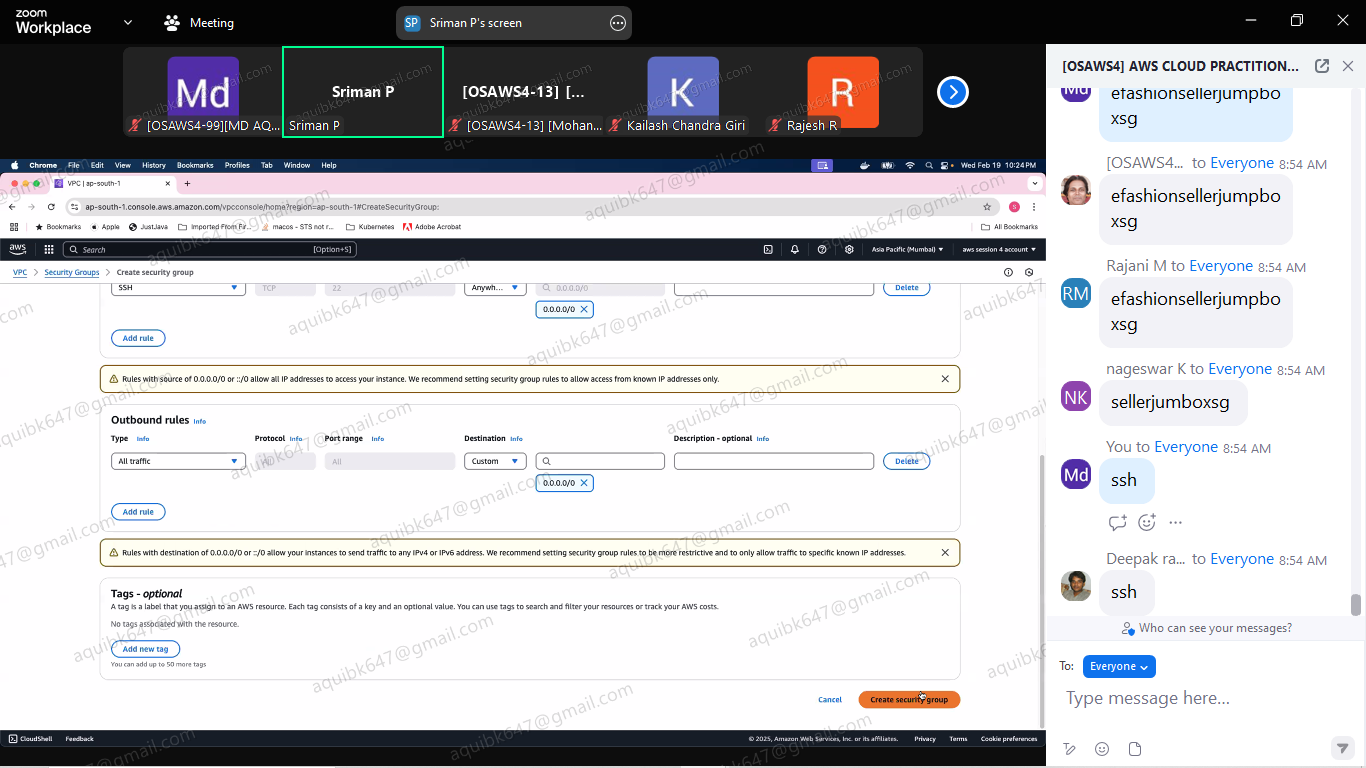 zoom
Workplace
Meeting
SP
Sriman P's screen
Md
[OSAWS4-99][MD AQ...
Sriman P
Sriman P
[OSAWS4-13] [...
[OSAWS4-13] [Mohan...
K
Kailash Chandra Giri
R
Rajesh R
Chrome File Edit View History Bookmarks Profiles Tab Window Help
Wed Feb 19 10:24 PM
VPC | ap-south-1
ap-south-1.console.aws.amazon.com/vpcconsole/home?region=ap-south-1#CreateSecurityGroup:
S
Bookmarks Apple JustJava Imported From Fir... macos - STS not r... Kubernetes Adobe Acrobat
All Bookmarks
aws
Search
[Option+S]
Asia Pacific (Mumbai)
aws session 4 account
VPC > Security Groups > Create security group
SSH TCP 22 Anywh... 0.0.0.0/0 Delete
0.0.0.0/0
Add rule
Rules with source of 0.0.0.0/0 or ::/0 allow all IP addresses to access your instance. We recommend setting security group rules to allow access from known IP addresses only.
Outbound rules Info
Type Info Protocol Info Port range Info Destination Info Description - optional Info
All traffic All All Custom Delete
0.0.0.0/0
Add rule
Rules with destination of 0.0.0.0/0 or ::/0 allow your instances to send traffic to any IPv4 or IPv6 address. We recommend setting security group rules to be more restrictive and to only allow traffic to specific known IP addresses.
Tags - optional
A tag is a label that you assign to an AWS resource. Each tag consists of a key and an optional value. You can use tags to search and filter your resources or track your AWS costs.
No tags associated with the resource.
Add new tag
You can add up to 50 more tags
Cancel
Create security group
CloudShell Feedback
© 2025, Amazon Web Services, Inc. or its affiliates. Privacy Terms Cookie preferences
aquibk647@gmail.com
[OSAWS4] AWS CLOUD PRACTITION...
Md
efashionsellerjumpbo
xsg
[OSAWS4... to Everyone 8:54 AM
efashionsellerjumpbo
xsg
Rajani M to Everyone 8:54 AM
RM
efashionsellerjumpbo
xsg
nageswar K to Everyone 8:54 AM
NK
sellerjumboxsg
You to Everyone 8:54 AM
Md
ssh
Deepak ra... to Everyone 8:54 AM
ssh
Who can see your messages?
To: Everyone
Type message here...